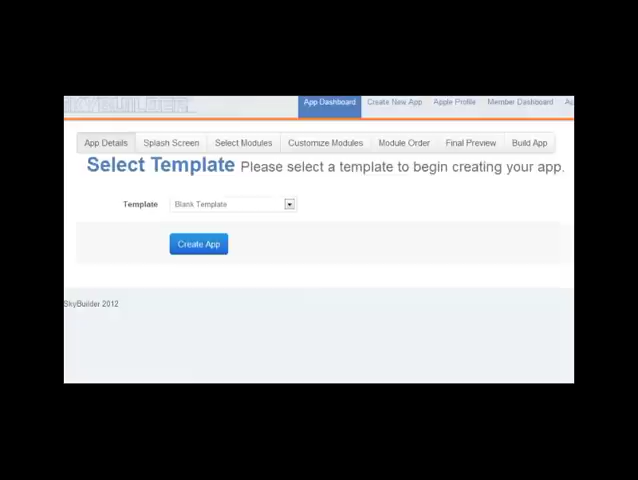 SKYBUILDER
App Dashboard Create New App Apple Profile Member Dashboard
App Details Splash Screen Select Modules Customize Modules Module Order Final Preview Build App
Select Template Please select a template to begin creating your app.
Template Blank Template
Create App
SkyBuilder 2012